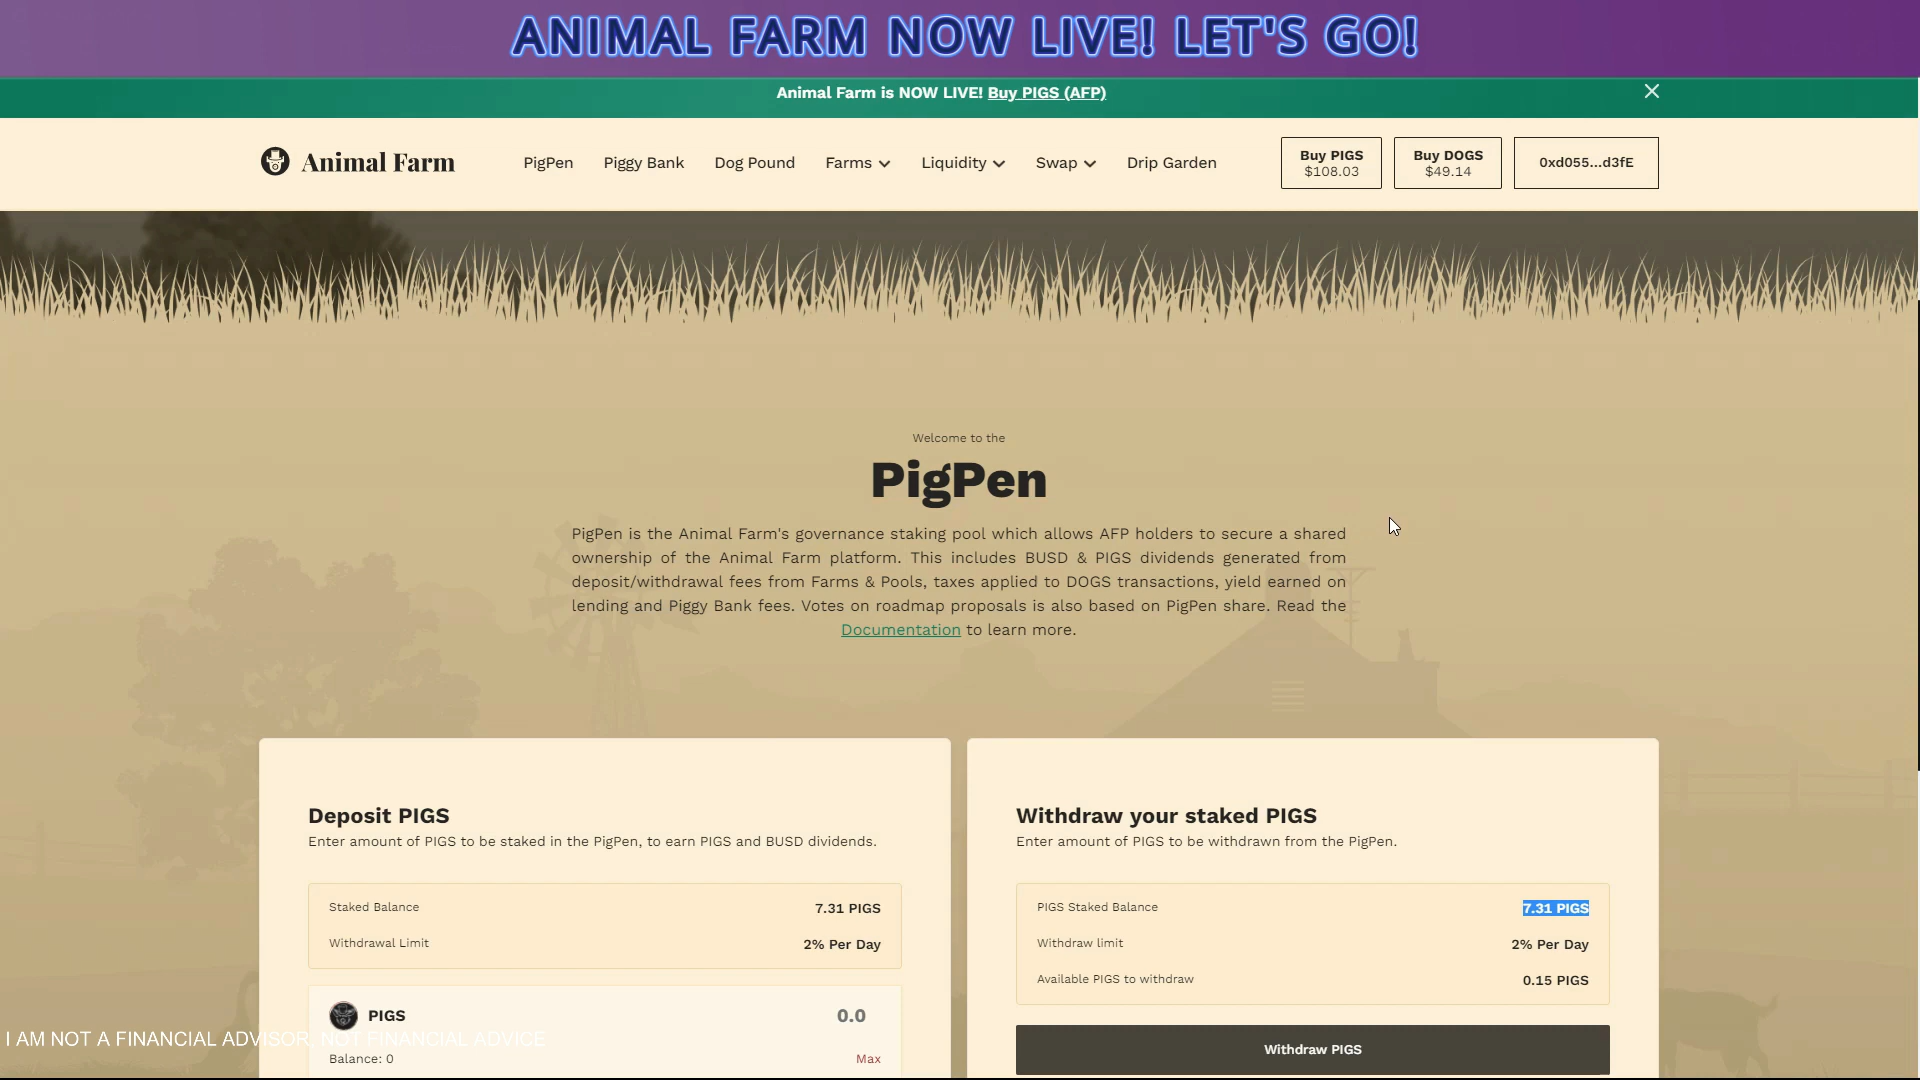 ANIMAL FARM NOW LIVE! LET'S GO!
Animal Farm is NOW LIVE! Buy PIGS (AFP)
Animal Farm
PigPen
Piggy Bank
Dog Pound
Farms
Liquidity
Swap
Drip Garden
Buy PIGS
$108.03
Buy DOGS
$49.14
0xd055...d3fE
Welcome to the
PigPen
PigPen is the Animal Farm's governance staking pool which allows AFP holders to secure a shared
ownership of the Animal Farm platform. This includes BUSD & PIGS dividends generated from
deposit/withdrawal fees from Farms & Pools, taxes applied to DOGS transactions, yield earned on
lending and Piggy Bank fees. Votes on roadmap proposals is also based on PigPen share. Read the
Documentation to learn more.
Deposit PIGS
Enter amount of PIGS to be staked in the PigPen, to earn PIGS and BUSD dividends.
Staked Balance
7.31 PIGS
Withdrawal Limit
2% Per Day
PIGS
0.0
Balance: 0
Max
Withdraw your staked PIGS
Enter amount of PIGS to be withdrawn from the PigPen.
PIGS Staked Balance
7.31 PIGS
Withdraw limit
2% Per Day
Available PIGS to withdraw
0.15 PIGS
Withdraw PIGS
I AM NOT A FINANCIAL ADVISOR, NOT FINANCIAL ADVICE